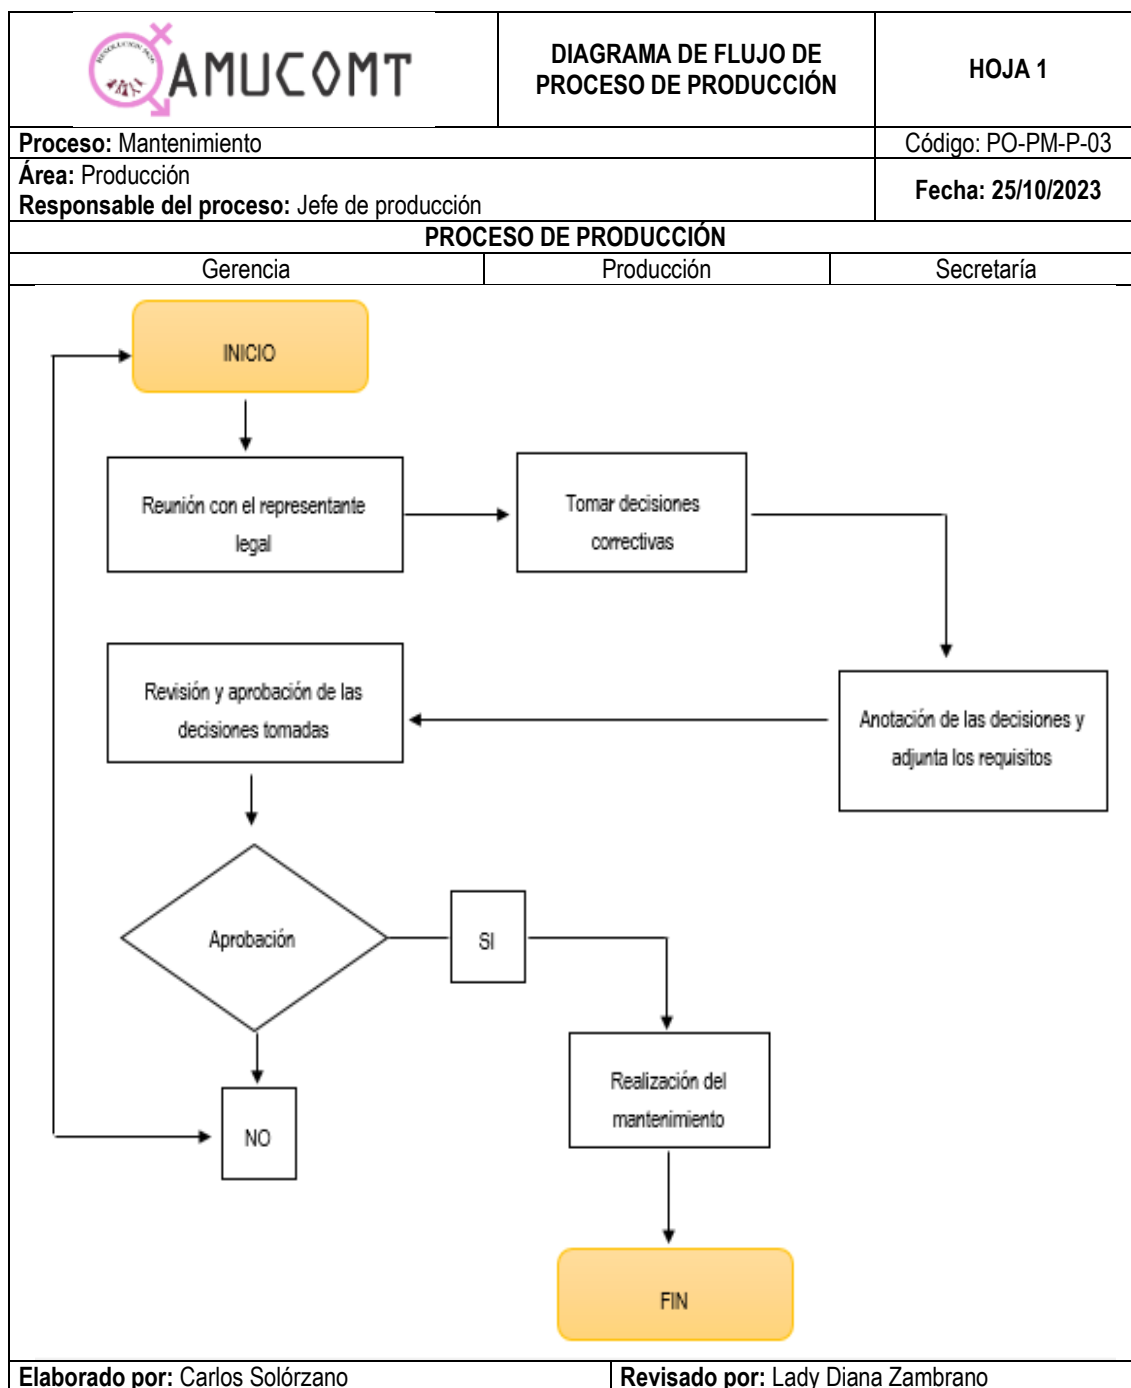 AMUCOMT
DIAGRAMA DE FLUJO DE
PROCESO DE PRODUCCIÓN
HOJA 1
Proceso: Mantenimiento
Código: PO-PM-P-03
Área: Producción
Responsable del proceso: Jefe de producción
Fecha: 25/10/2023
PROCESO DE PRODUCCIÓN
Gerencia
Producción
Secretaría
INICIO
Reunión con el representante
legal
Tomar decisiones
correctivas
Revisión y aprobación de las
decisiones tomadas
Anotación de las decisiones y
adjunta los requisitos
Aprobación
SI
Realización del
mantenimiento
NO
FIN
Elaborado por: Carlos Solórzano
Revisado por: Lady Diana Zambrano